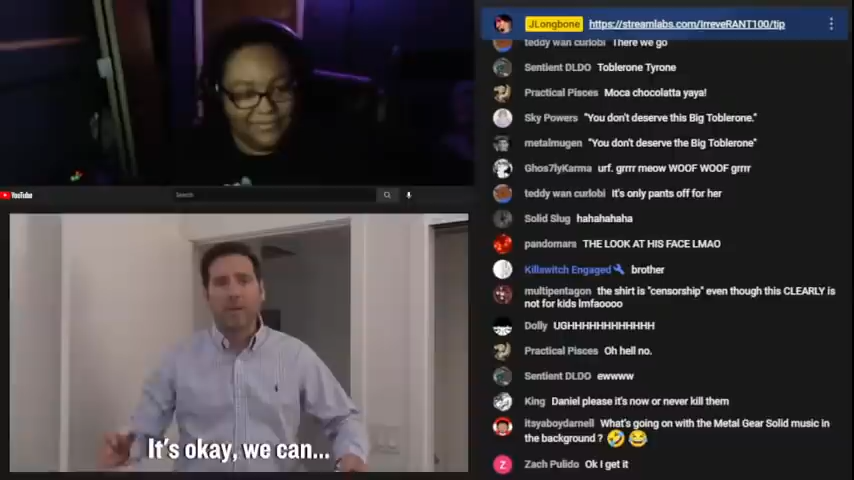 JLongbone https://streamlabs.com/irreveRANT100/tip
teddy wan curlobi There we go
Sentient DLDO Toblerone Tyrone
Practical Pisces Moca chocolatta yaya!
Sky Powers "You don't deserve this Big Toblerone."
metalmugen "You don't deserve the Big Toblerone"
Ghos7lyKarma urf. grrrr meow WOOF WOOF grrrr
teddy wan curlobi It's only pants off for her
Solid Slug hahahahaha
pandomars THE LOOK AT HIS FACE LMAO
Killswitch Engaged brother
multipentagon the shirt is "censorship" even though this CLEARLY is
not for kids lmfaoooo
Dolly UGHHHHHHHHHHHH
Practical Pisces Oh hell no.
Sentient DLDO ewwww
King Daniel please it's now or never kill them
itsyaboydarnell What's going on with the Metal Gear Solid music in
the background ? 🤣 😂
Z Zach Pulido Ok I get it
YouTube
Search
It's okay, we can...